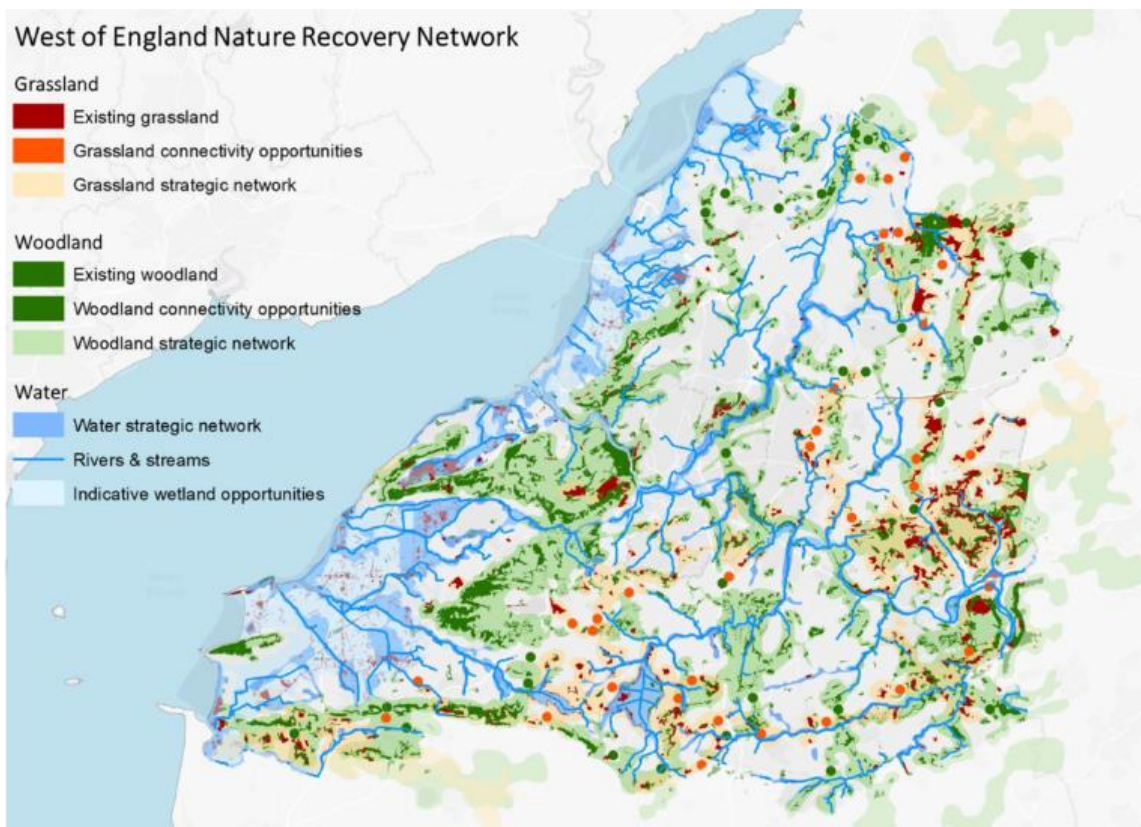 West of England Nature Recovery Network
Grassland
Existing grassland
Grassland connectivity opportunities
Grassland strategic network
Woodland
Existing woodland
Woodland connectivity opportunities
Woodland strategic network
Water
Water strategic network
Rivers & streams
Indicative wetland opportunities